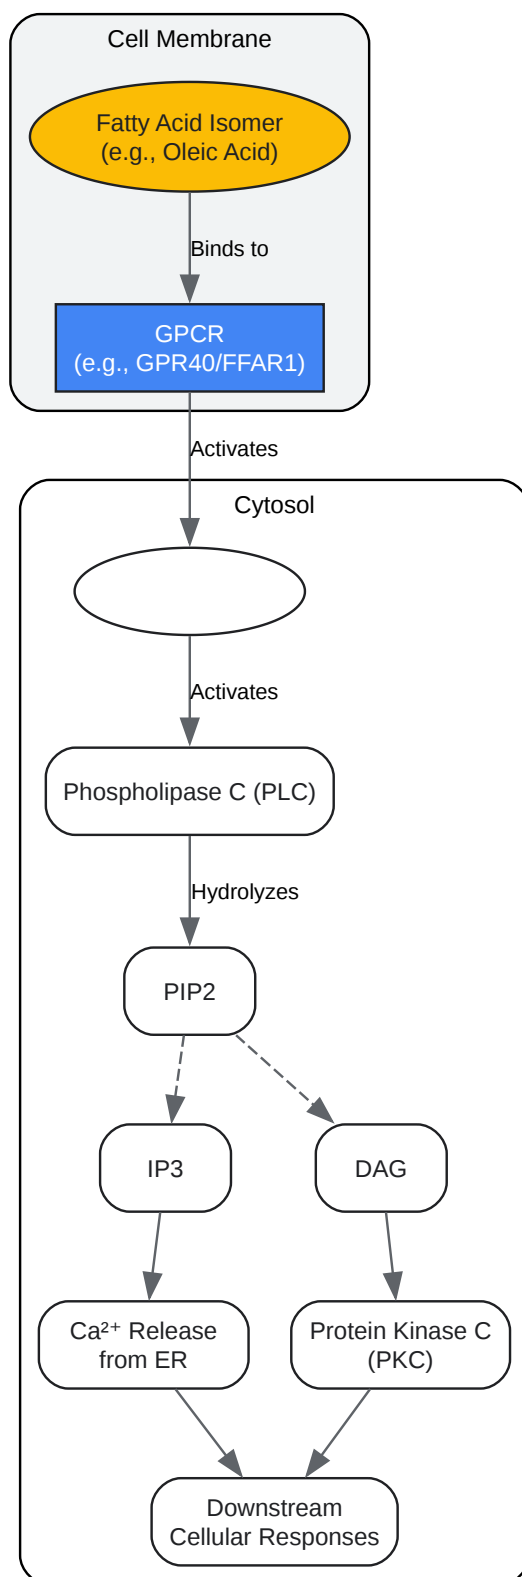 Cell Membrane
Fatty Acid Isomer
(e.g., Oleic Acid)
Binds to
GPCR
(e.g., GPR40/FFAR1)
Activates
Cytosol
Activates
Phospholipase C (PLC)
Hydrolyzes
PIP2
IP3
DAG
Ca²⁺ Release
from ER
Protein Kinase C
(PKC)
Downstream
Cellular Responses